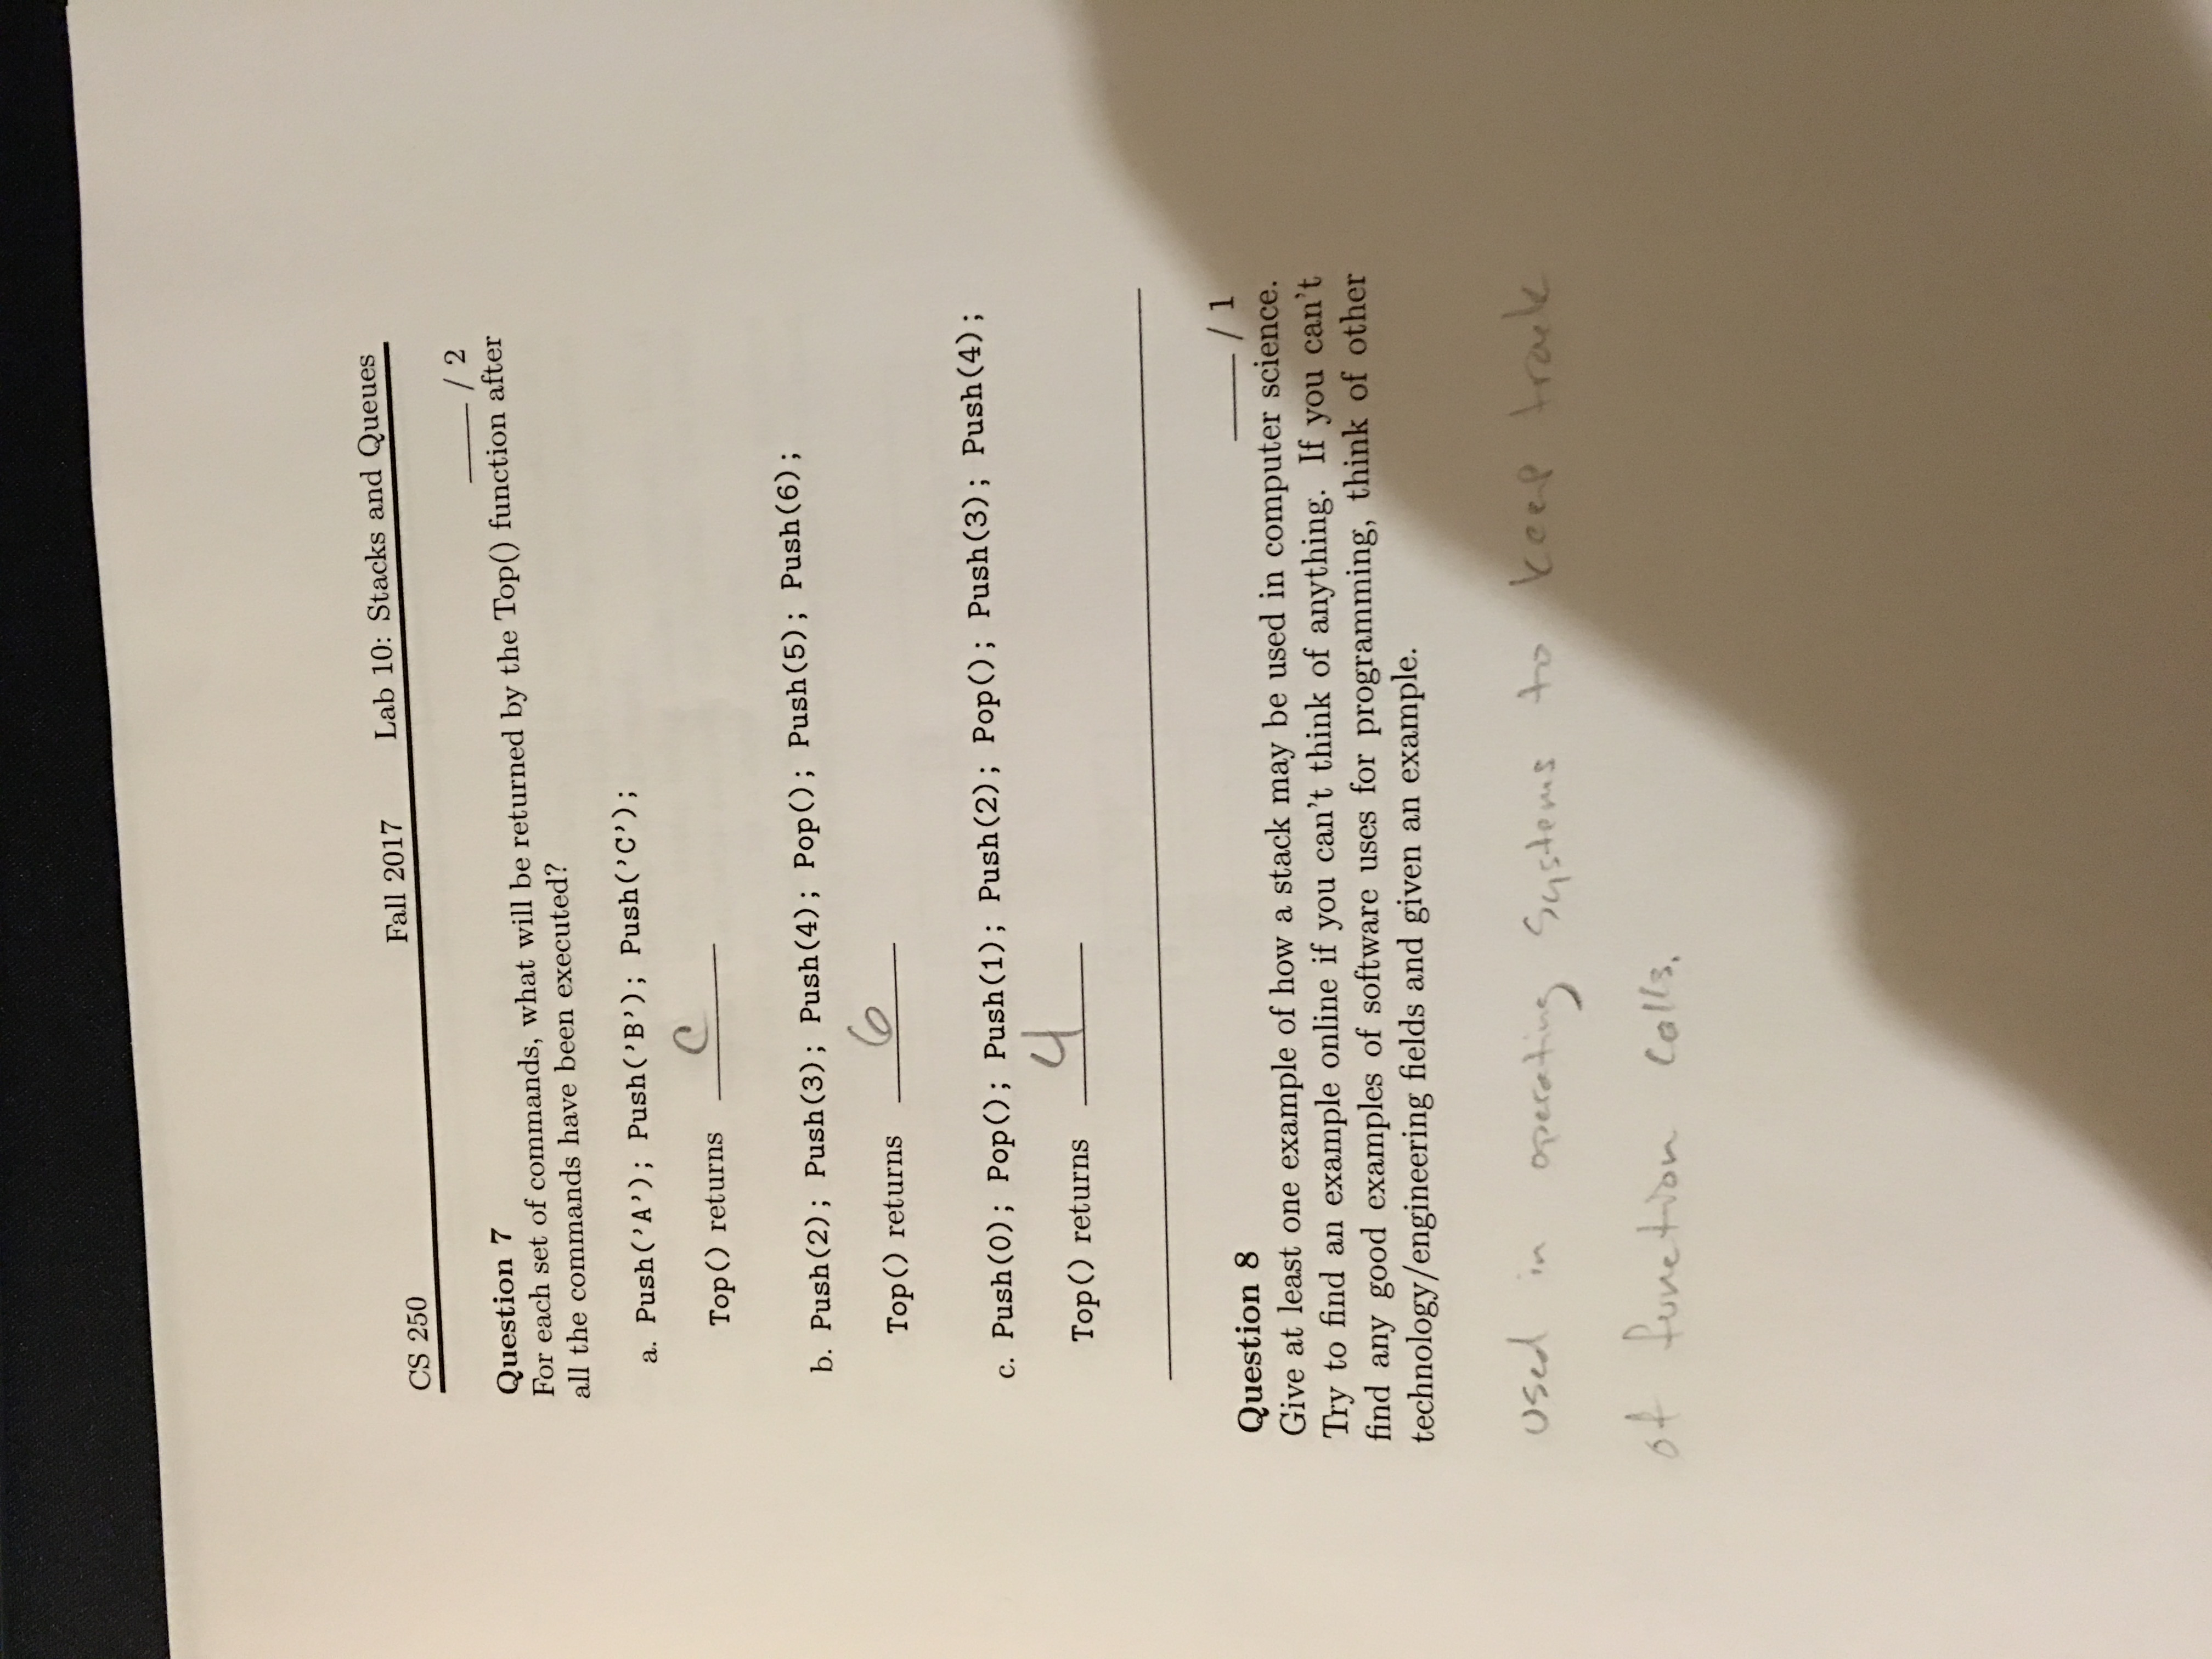 CS 250 Fall 2017 Lab 10: Stacks and Queues
___ / 2
Question 7
For each set of commands, what will be returned by the Top() function after
all the commands have been executed?
a. Push('A'); Push('B'); Push('C');
Top() returns C
b. Push(2); Push(3); Push(4); Pop(); Push(5); Push(6);
Top() returns 6
c. Push(0); Pop(); Push(1); Push(2); Pop(); Push(3); Push(4);
Top() returns 4
___ / 1
Question 8
Give at least one example of how a stack may be used in computer science.
Try to find an example online if you can't think of anything. If you can't
find any good examples of software uses for programming, think of other
technology/engineering fields and given an example.
Used in operating Systems to keep track
of function calls.